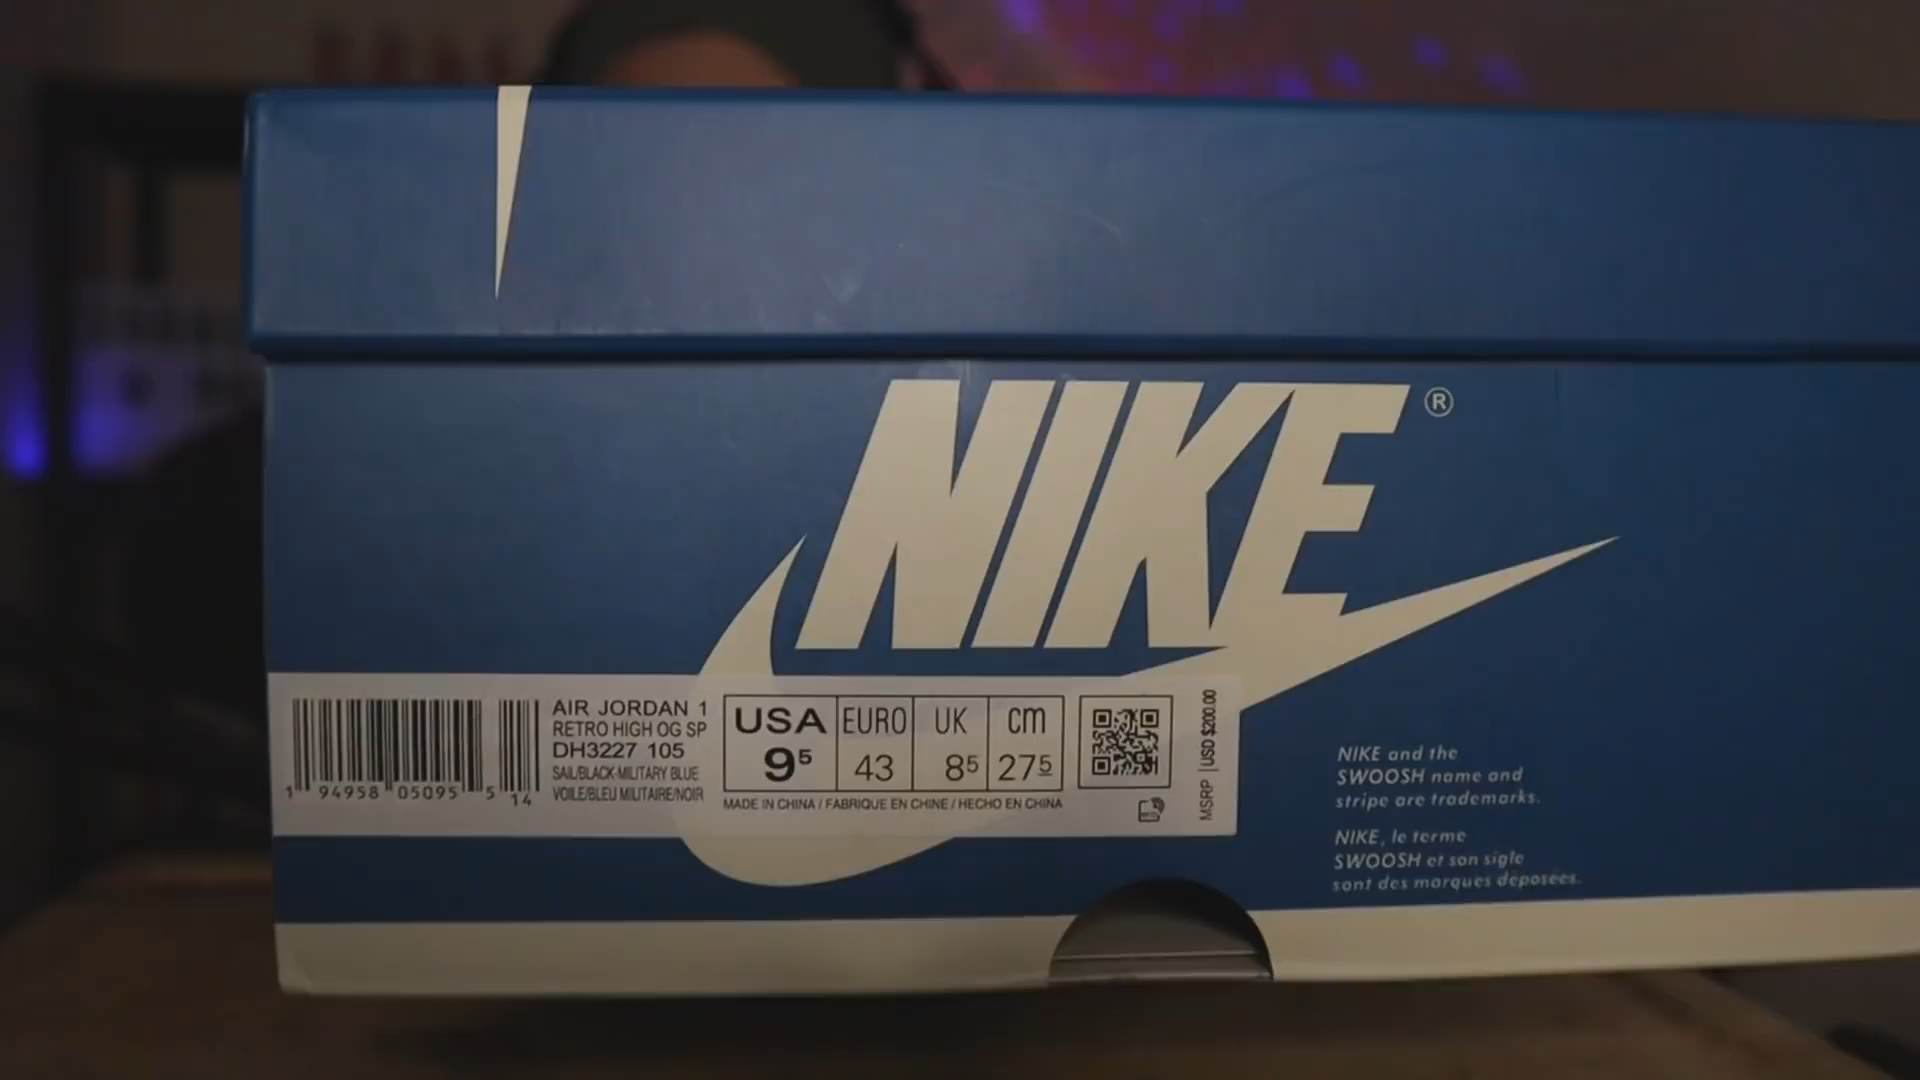 NIKE ®
AIR JORDAN 1
RETRO HIGH OG SP
DH3227 105
SAIL/BLACK-MILITARY BLUE
VOILE/BLEU MILITAIRE/NOIR
1 94958 05095 5 14
USA EURO UK cm
9⁵ 43 8⁵ 27⁵
MADE IN CHINA / FABRIQUE EN CHINE / HECHO EN CHINA
MSRP | USD $200.00
NIKE and the
SWOOSH name and
stripe are trademarks.
NIKE, le terme
SWOOSH et son sigle
sont des marques déposées.